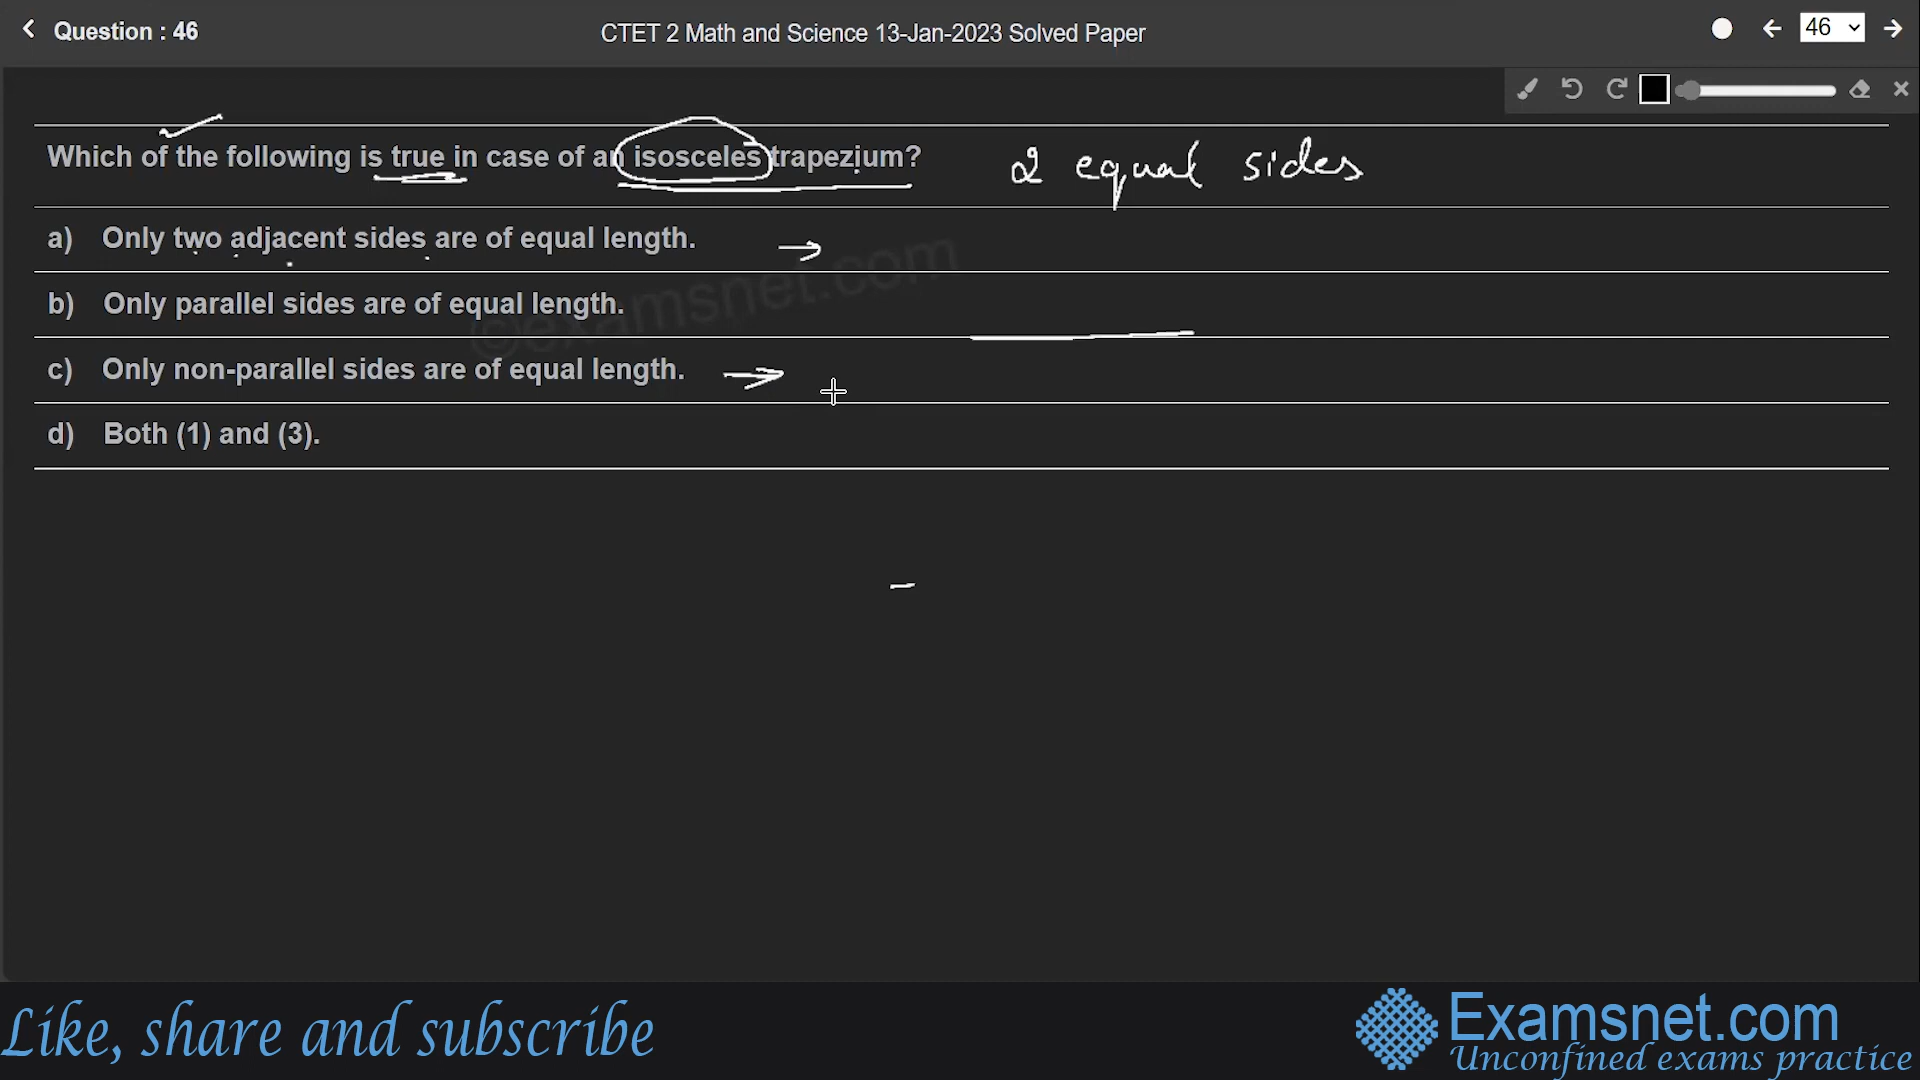 Question : 46
CTET 2 Math and Science 13-Jan-2023 Solved Paper
46
Which of the following is true in case of an isosceles trapezium?
2 equal sides
a) Only two adjacent sides are of equal length.
b) Only parallel sides are of equal length.
©examsnet.com
c) Only non-parallel sides are of equal length.
d) Both (1) and (3).
Like, share and subscribe
Examsnet.com
Unconfined exams practice